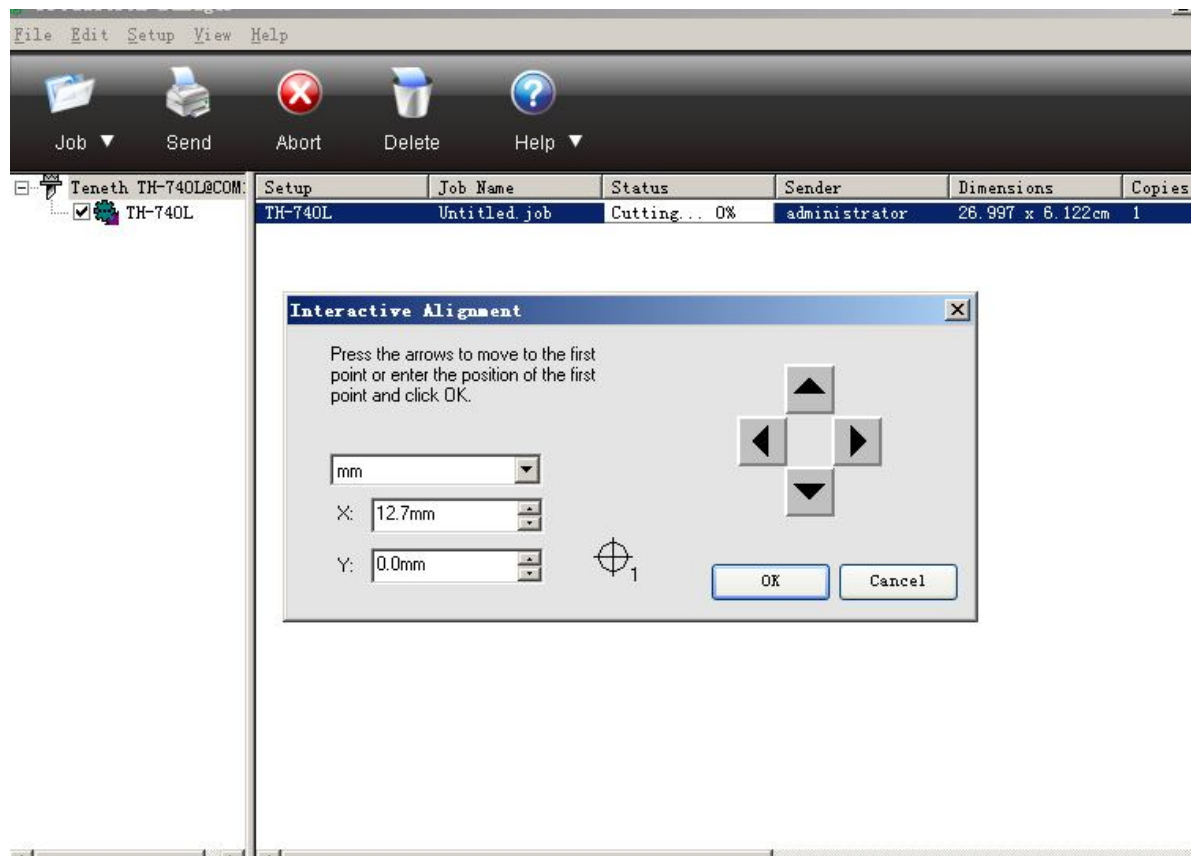 File Edit Setup View Help
Job Send Abort Delete Help
Teneth TH-740L@COM
TH-740L
Setup Job Name Status Sender Dimensions Copies
TH-740L Untitled.job Cutting... 0% administrator 26.997 x 6.122cm 1
Interactive Alignment
Press the arrows to move to the first
point or enter the position of the first
point and click OK.
mm
X: 12.7mm
Y: 0.0mm
1
OK Cancel